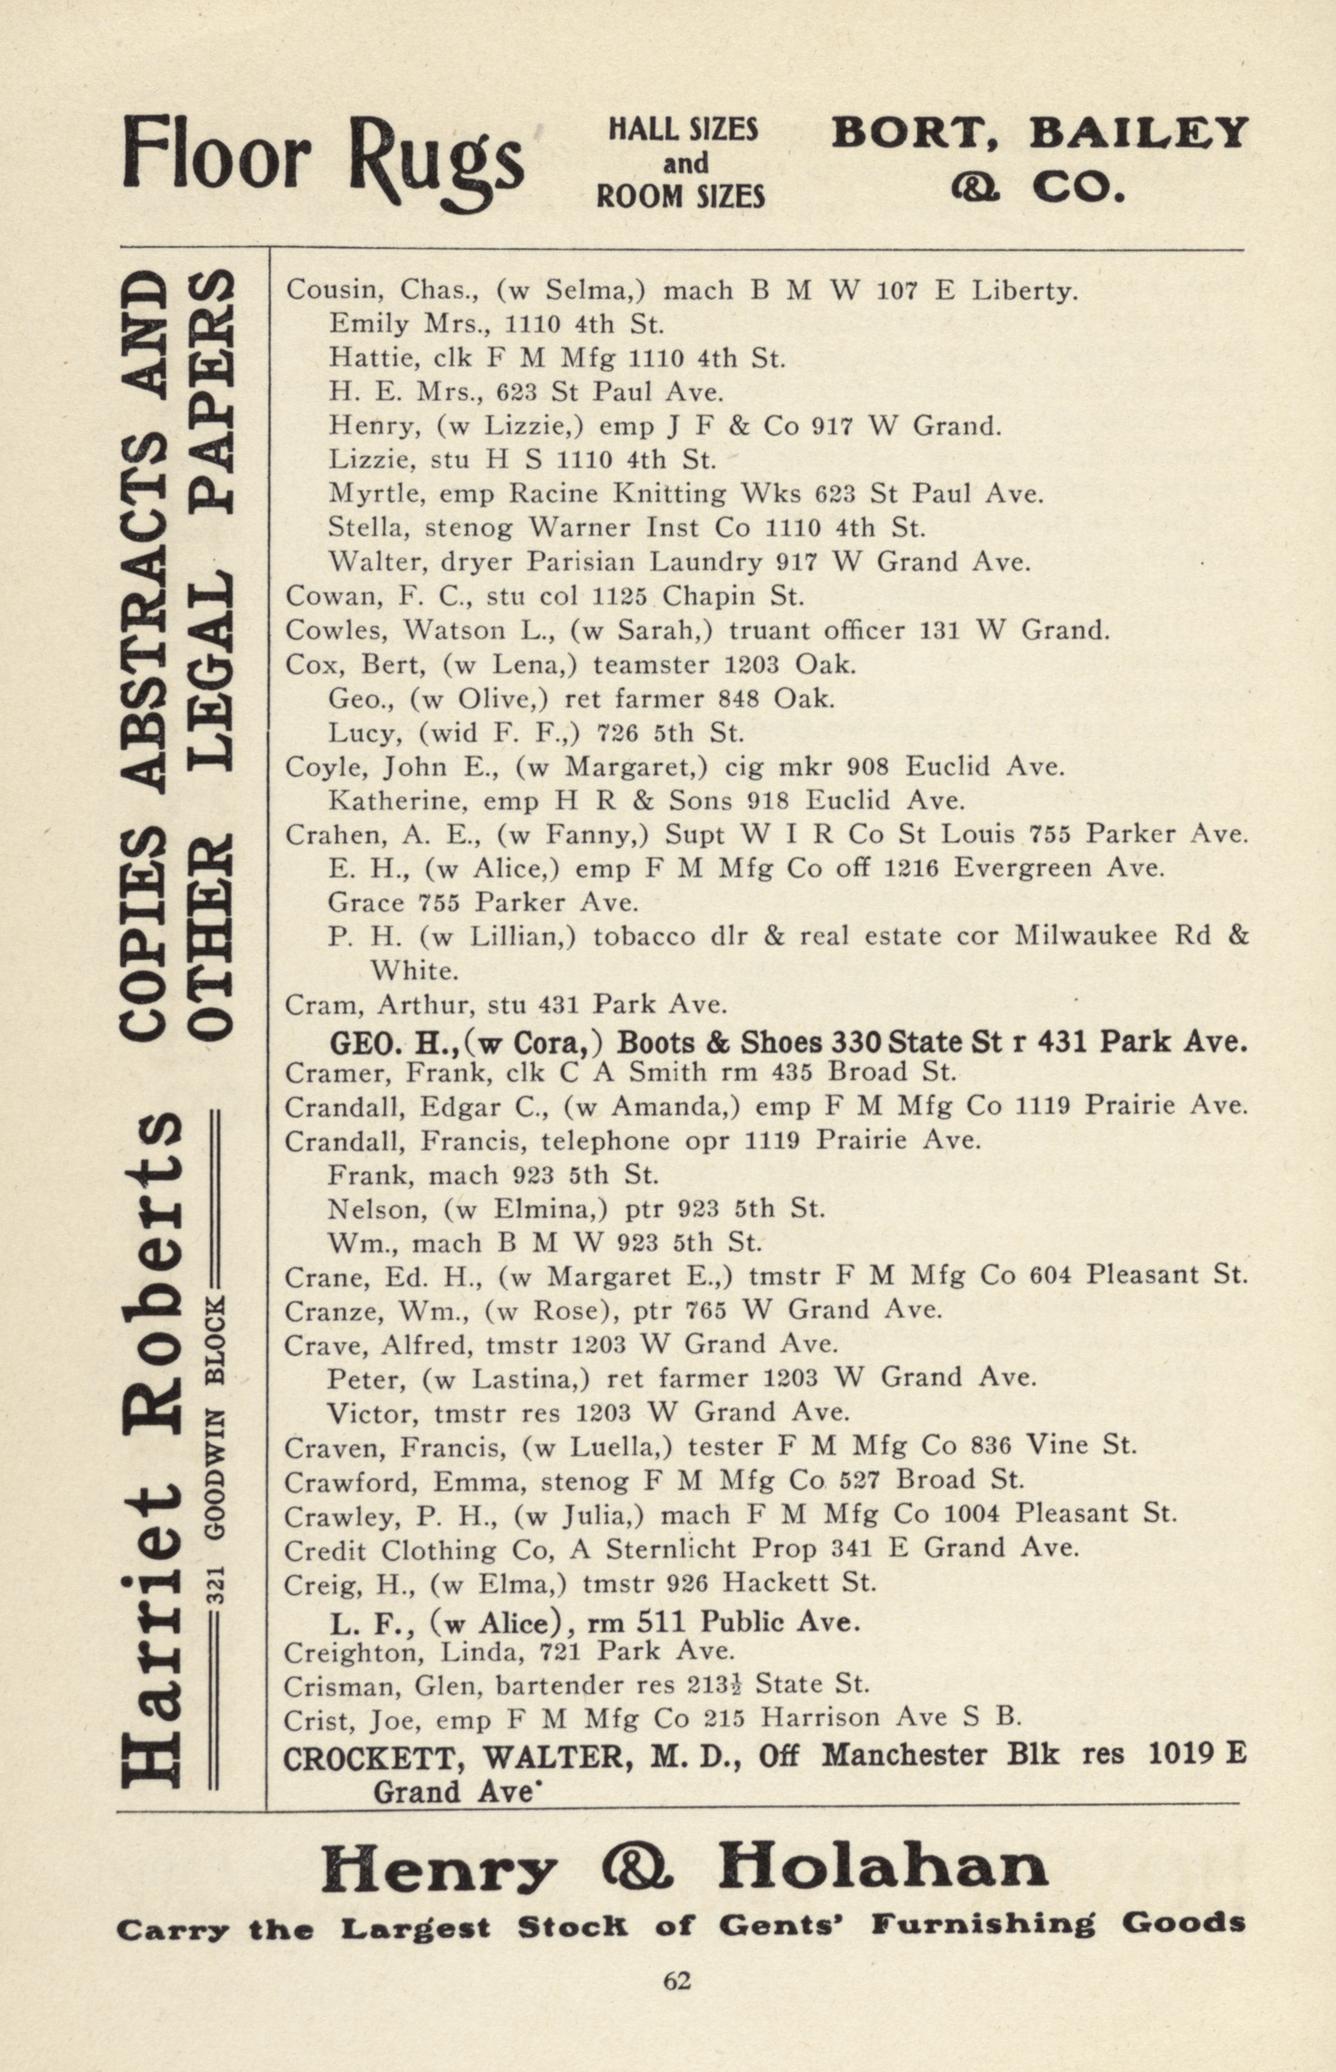 Floor Rugs
HALL SIZES
and
ROOM SIZES
BORT, BAILEY
& CO.
COPIES ABSTRACTS AND
OTHER LEGAL PAPERS
Harriet Roberts
321 GOODWIN BLOCK
Cousin, Chas., (w Selma,) mach B M W 107 E Liberty.
Emily Mrs., 1110 4th St.
Hattie, clk F M Mfg 1110 4th St.
H. E. Mrs., 623 St Paul Ave.
Henry, (w Lizzie,) emp J F & Co 917 W Grand.
Lizzie, stu H S 1110 4th St.
Myrtle, emp Racine Knitting Wks 623 St Paul Ave.
Stella, stenog Warner Inst Co 1110 4th St.
Walter, dryer Parisian Laundry 917 W Grand Ave.
Cowan, F. C., stu col 1125 Chapin St.
Cowles, Watson L., (w Sarah,) truant officer 131 W Grand.
Cox, Bert, (w Lena,) teamster 1203 Oak.
Geo., (w Olive,) ret farmer 848 Oak.
Lucy, (wid F. F.,) 726 5th St.
Coyle, John E., (w Margaret,) cig mkr 908 Euclid Ave.
Katherine, emp H R & Sons 918 Euclid Ave.
Crahen, A. E., (w Fanny,) Supt W I R Co St Louis 755 Parker Ave.
E. H., (w Alice,) emp F M Mfg Co off 1216 Evergreen Ave.
Grace 755 Parker Ave.
P. H. (w Lillian,) tobacco dlr & real estate cor Milwaukee Rd &
White.
Cram, Arthur, stu 431 Park Ave.
GEO. H., (w Cora,) Boots & Shoes 330 State St r 431 Park Ave.
Cramer, Frank, clk C A Smith rm 435 Broad St.
Crandall, Edgar C., (w Amanda,) emp F M Mfg Co 1119 Prairie Ave.
Crandall, Francis, telephone opr 1119 Prairie Ave.
Frank, mach 923 5th St.
Nelson, (w Elmina,) ptr 923 5th St.
Wm., mach B M W 923 5th St.
Crane, Ed. H., (w Margaret E.,) tmstr F M Mfg Co 604 Pleasant St.
Cranze, Wm., (w Rose), ptr 765 W Grand Ave.
Crave, Alfred, tmstr 1203 W Grand Ave.
Peter, (w Lastina,) ret farmer 1203 W Grand Ave.
Victor, tmstr res 1203 W Grand Ave.
Craven, Francis, (w Luella,) tester F M Mfg Co 836 Vine St.
Crawford, Emma, stenog F M Mfg Co 527 Broad St.
Crawley, P. H., (w Julia,) mach F M Mfg Co 1004 Pleasant St.
Credit Clothing Co, A Sternlicht Prop 341 E Grand Ave.
Creig, H., (w Elma,) tmstr 926 Hackett St.
L. F., (w Alice), rm 511 Public Ave.
Creighton, Linda, 721 Park Ave.
Crisman, Glen, bartender res 213½ State St.
Crist, Joe, emp F M Mfg Co 215 Harrison Ave S B.
CROCKETT, WALTER, M. D., Off Manchester Blk res 1019 E
Grand Ave.
Henry & Holahan
Carry the Largest Stock of Gents' Furnishing Goods
62